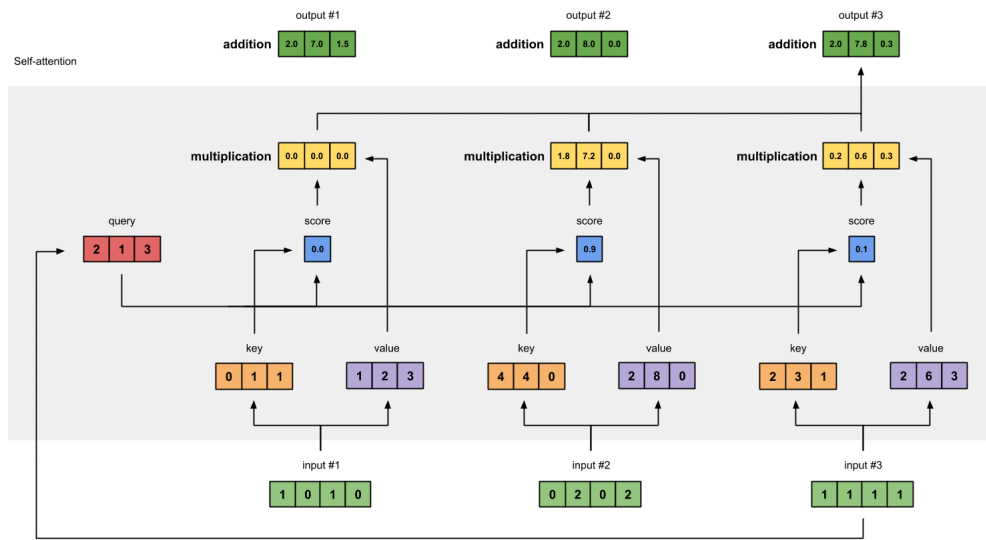 output #1 output #2 output #3
addition 2.0 7.0 1.5 addition 2.0 8.0 0.0 addition 2.0 7.8 0.3
Self-attention
multiplication 0.0 0.0 0.0 multiplication 1.8 7.2 0.0 multiplication 0.2 0.6 0.3
query score score score
2 1 3 0.0 0.9 0.1
key value key value key value
0 1 1 1 2 3 4 4 0 2 8 0 2 3 1 2 6 3
input #1 input #2 input #3
1 0 1 0 0 2 0 2 1 1 1 1